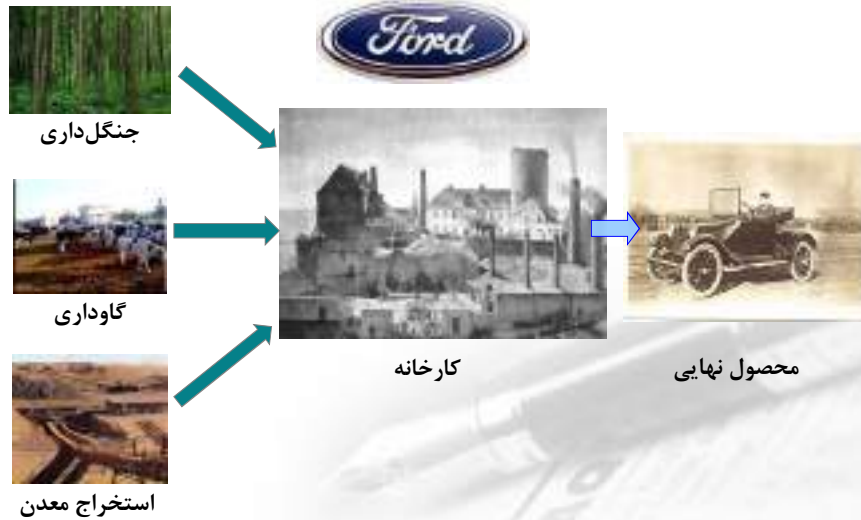 Ford
جنگل‌داری
گاوداری
کارخانه
محصول نهایی
استخراج معدن